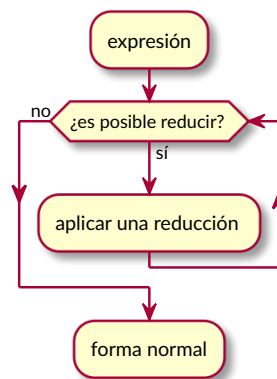 expresión
¿es posible reducir?
no
sí
aplicar una reducción
forma normal